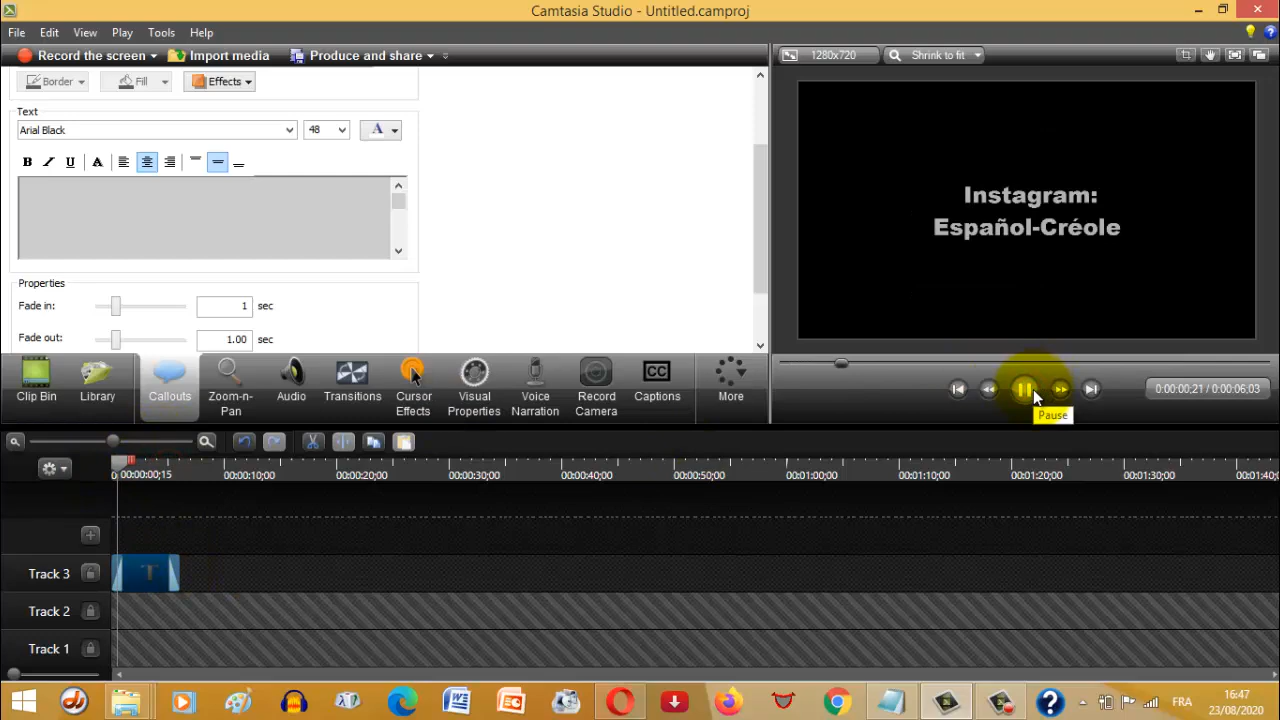 Camtasia Studio - Untitled.camproj
File Edit View Play Tools Help
Record the screen Import media Produce and share
1280x720 Shrink to fit
Border Fill Effects
Text
Arial Black 48 A
B I U A
Instagram:
Español-Créole
Properties
Fade in: 1 sec
Fade out: 1.00 sec
Clip Bin
Library
Callouts
Zoom-n-
Pan
Audio
Transitions
Cursor
Effects
Visual
Properties
Voice
Narration
Record
Camera
CC
Captions
More
0:00:00;21 / 0:00:06;03
Pause
00:00:00;15 00:00:10;00 00:00:20;00 00:00:30;00 00:00:40;00 00:00:50;00 00:01:00;00 00:01:10;00 00:01:20;00 00:01:30;00 00:01:40;0
Track 3 T
Track 2
Track 1
FRA
16:47
23/08/2020